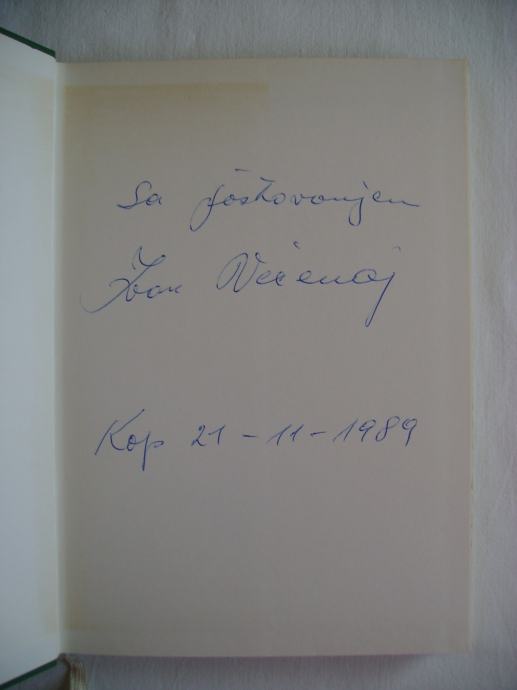 Sa poštovanjem
Ivan Večenaj
Kop 21-11-1989